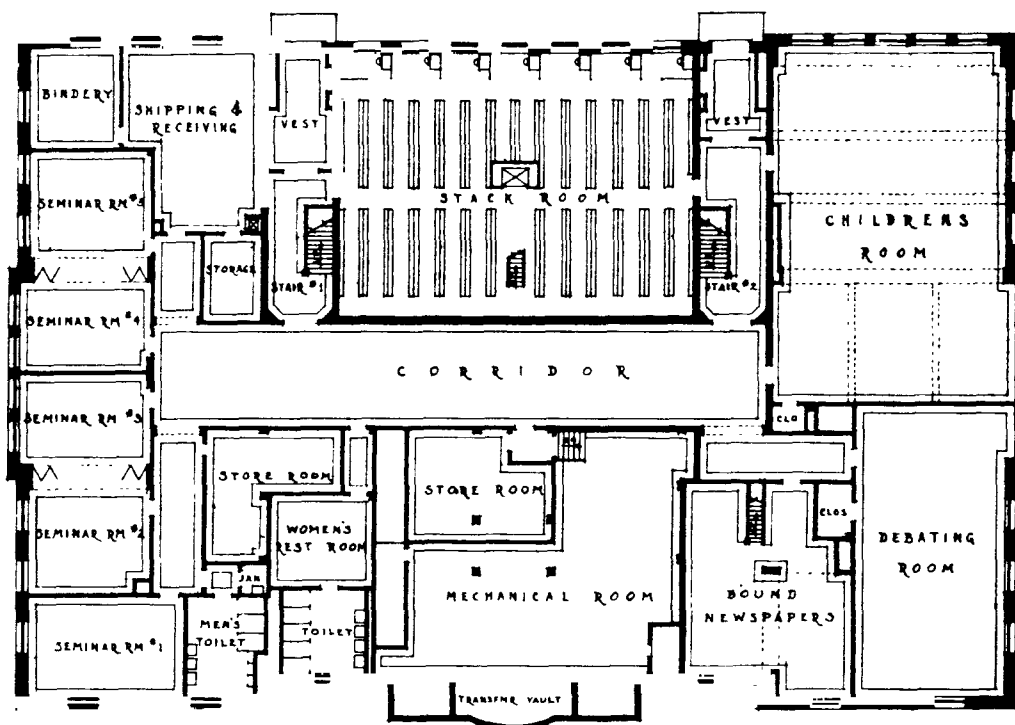 BINDERY
SHIPPING &
RECEIVING
VEST
VEST
SEMINAR RM #5
STACK ROOM
CHILDRENS
ROOM
STORAGE
STAIR #1
STAIR #2
SEMINAR RM #4
CORRIDOR
SEMINAR RM #3
CLO
STORE ROOM
STORE ROOM
WOMEN'S
REST ROOM
CLOS
SEMINAR RM #2
DEBATING
ROOM
JAN
MECHANICAL ROOM
BOUND
NEWSPAPERS
MEN'S
TOILET
TOILET
SEMINAR RM #1
TRANSFMR VAULT